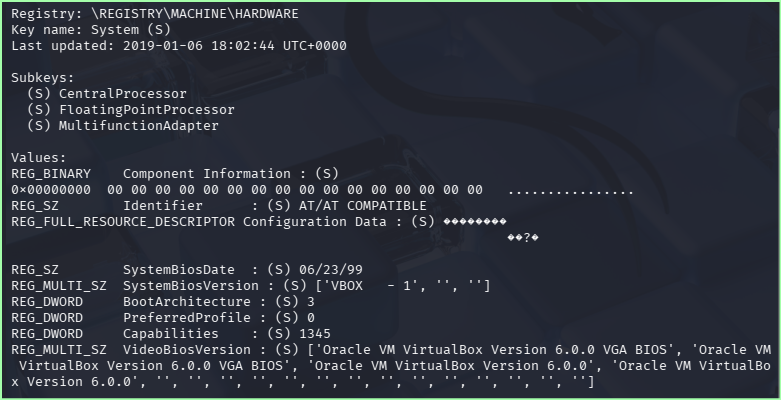 Registry: \REGISTRY\MACHINE\HARDWARE
Key name: System (S)
Last updated: 2019-01-06 18:02:44 UTC+0000
Subkeys:
  (S) CentralProcessor
  (S) FloatingPointProcessor
  (S) MultifunctionAdapter
Values:
REG_BINARY    Component Information : (S)
0x00000000  00 00 00 00 00 00 00 00 00 00 00 00 00 00 00 00   ................
REG_SZ        Identifier      : (S) AT/AT COMPATIBLE
REG_FULL_RESOURCE_DESCRIPTOR Configuration Data : (S) ���������
                                                              ��?�
REG_SZ        SystemBiosDate  : (S) 06/23/99
REG_MULTI_SZ  SystemBiosVersion : (S) ['VBOX   - 1', '', '']
REG_DWORD     BootArchitecture : (S) 3
REG_DWORD     PreferredProfile : (S) 0
REG_DWORD     Capabilities    : (S) 1345
REG_MULTI_SZ  VideoBiosVersion : (S) ['Oracle VM VirtualBox Version 6.0.0 VGA BIOS', 'Oracle VM
 VirtualBox Version 6.0.0 VGA BIOS', 'Oracle VM VirtualBox Version 6.0.0', 'Oracle VM VirtualBo
x Version 6.0.0', '', '', '', '', '', '', '', '', '', '', '', '', '', '']